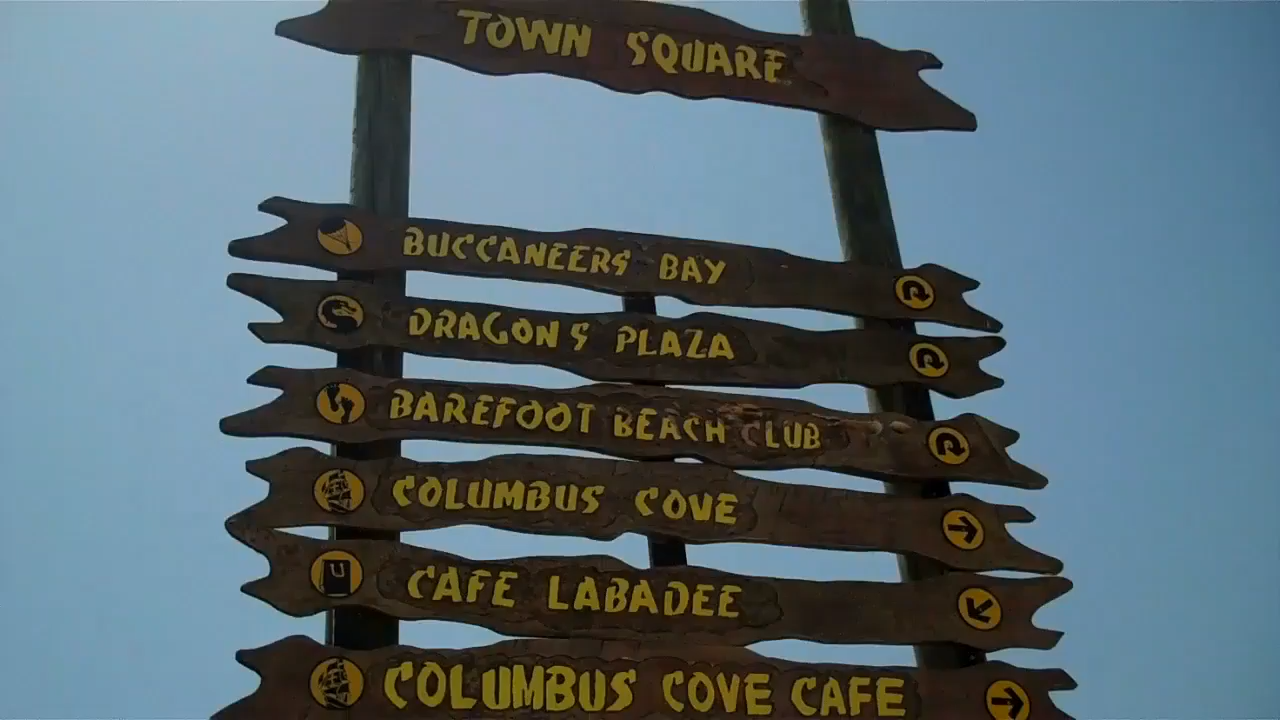 TOWN SQUARE
BUCCANEERS BAY
DRAGONS PLAZA
BAREFOOT BEACH CLUB
COLUMBUS COVE
CAFE LABADEE
COLUMBUS COVE CAFE